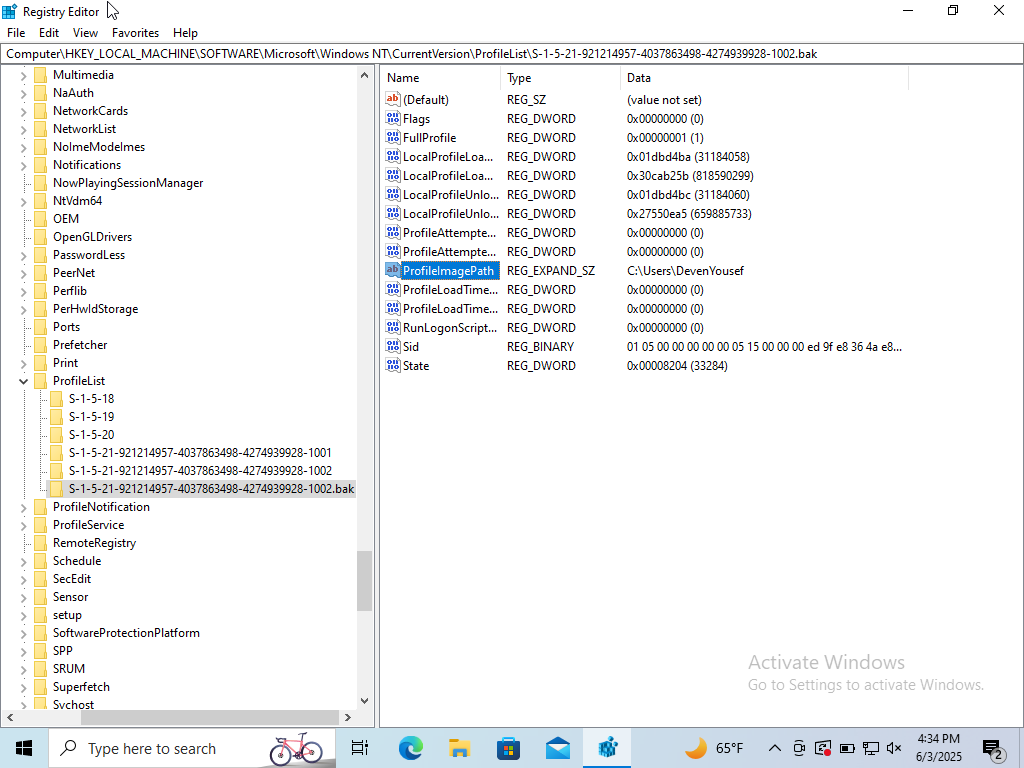 Registry Editor
File Edit View Favorites Help
Computer\HKEY_LOCAL_MACHINE\SOFTWARE\Microsoft\Windows NT\CurrentVersion\ProfileList\S-1-5-21-921214957-4037863498-4274939928-1002.bak
Multimedia
NaAuth
NetworkCards
NetworkList
NoImeModeImes
Notifications
NowPlayingSessionManager
NtVdm64
OEM
OpenGLDrivers
PasswordLess
PeerNet
Perflib
PerHwIdStorage
Ports
Prefetcher
Print
ProfileList
S-1-5-18
S-1-5-19
S-1-5-20
S-1-5-21-921214957-4037863498-4274939928-1001
S-1-5-21-921214957-4037863498-4274939928-1002
S-1-5-21-921214957-4037863498-4274939928-1002.bak
ProfileNotification
ProfileService
RemoteRegistry
Schedule
SecEdit
Sensor
setup
SoftwareProtectionPlatform
SPP
SRUM
Superfetch
Svchost
Name Type Data
ab (Default) REG_SZ (value not set)
Flags REG_DWORD 0x00000000 (0)
FullProfile REG_DWORD 0x00000001 (1)
LocalProfileLoa... REG_DWORD 0x01dbd4ba (31184058)
LocalProfileLoa... REG_DWORD 0x30cab25b (818590299)
LocalProfileUnlo... REG_DWORD 0x01dbd4bc (31184060)
LocalProfileUnlo... REG_DWORD 0x27550ea5 (659885733)
ProfileAttempte... REG_DWORD 0x00000000 (0)
ProfileAttempte... REG_DWORD 0x00000000 (0)
ab ProfileImagePath REG_EXPAND_SZ C:\Users\DevenYousef
ProfileLoadTime... REG_DWORD 0x00000000 (0)
ProfileLoadTime... REG_DWORD 0x00000000 (0)
RunLogonScript... REG_DWORD 0x00000000 (0)
Sid REG_BINARY 01 05 00 00 00 00 00 05 15 00 00 00 ed 9f e8 36 4a e8...
State REG_DWORD 0x00008204 (33284)
Activate Windows
Go to Settings to activate Windows.
Type here to search
65°F
4:34 PM
6/3/2025
2